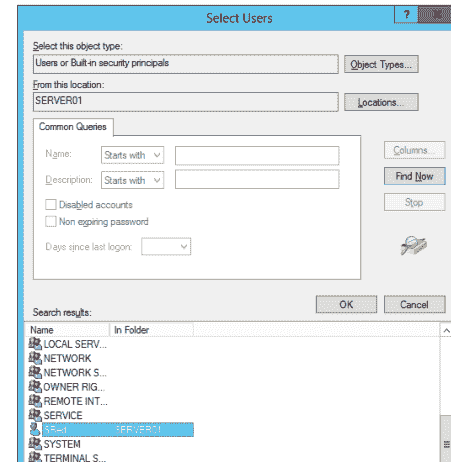 Select Users
?
Select this object type:
Users or Built-in security principals
Object Types...
From this location:
SERVER01
Locations...
Common Queries
Name:
Starts with
Columns...
Description:
Starts with
Find Now
Disabled accounts
Stop
Non expiring password
Days since last logon:
OK
Cancel
Search results:
Name In Folder
LOCAL SERV...
NETWORK
NETWORK S...
OWNER RIG...
REMOTE INT...
SERVICE
SERVER01
SYSTEM
TERMINAL S...